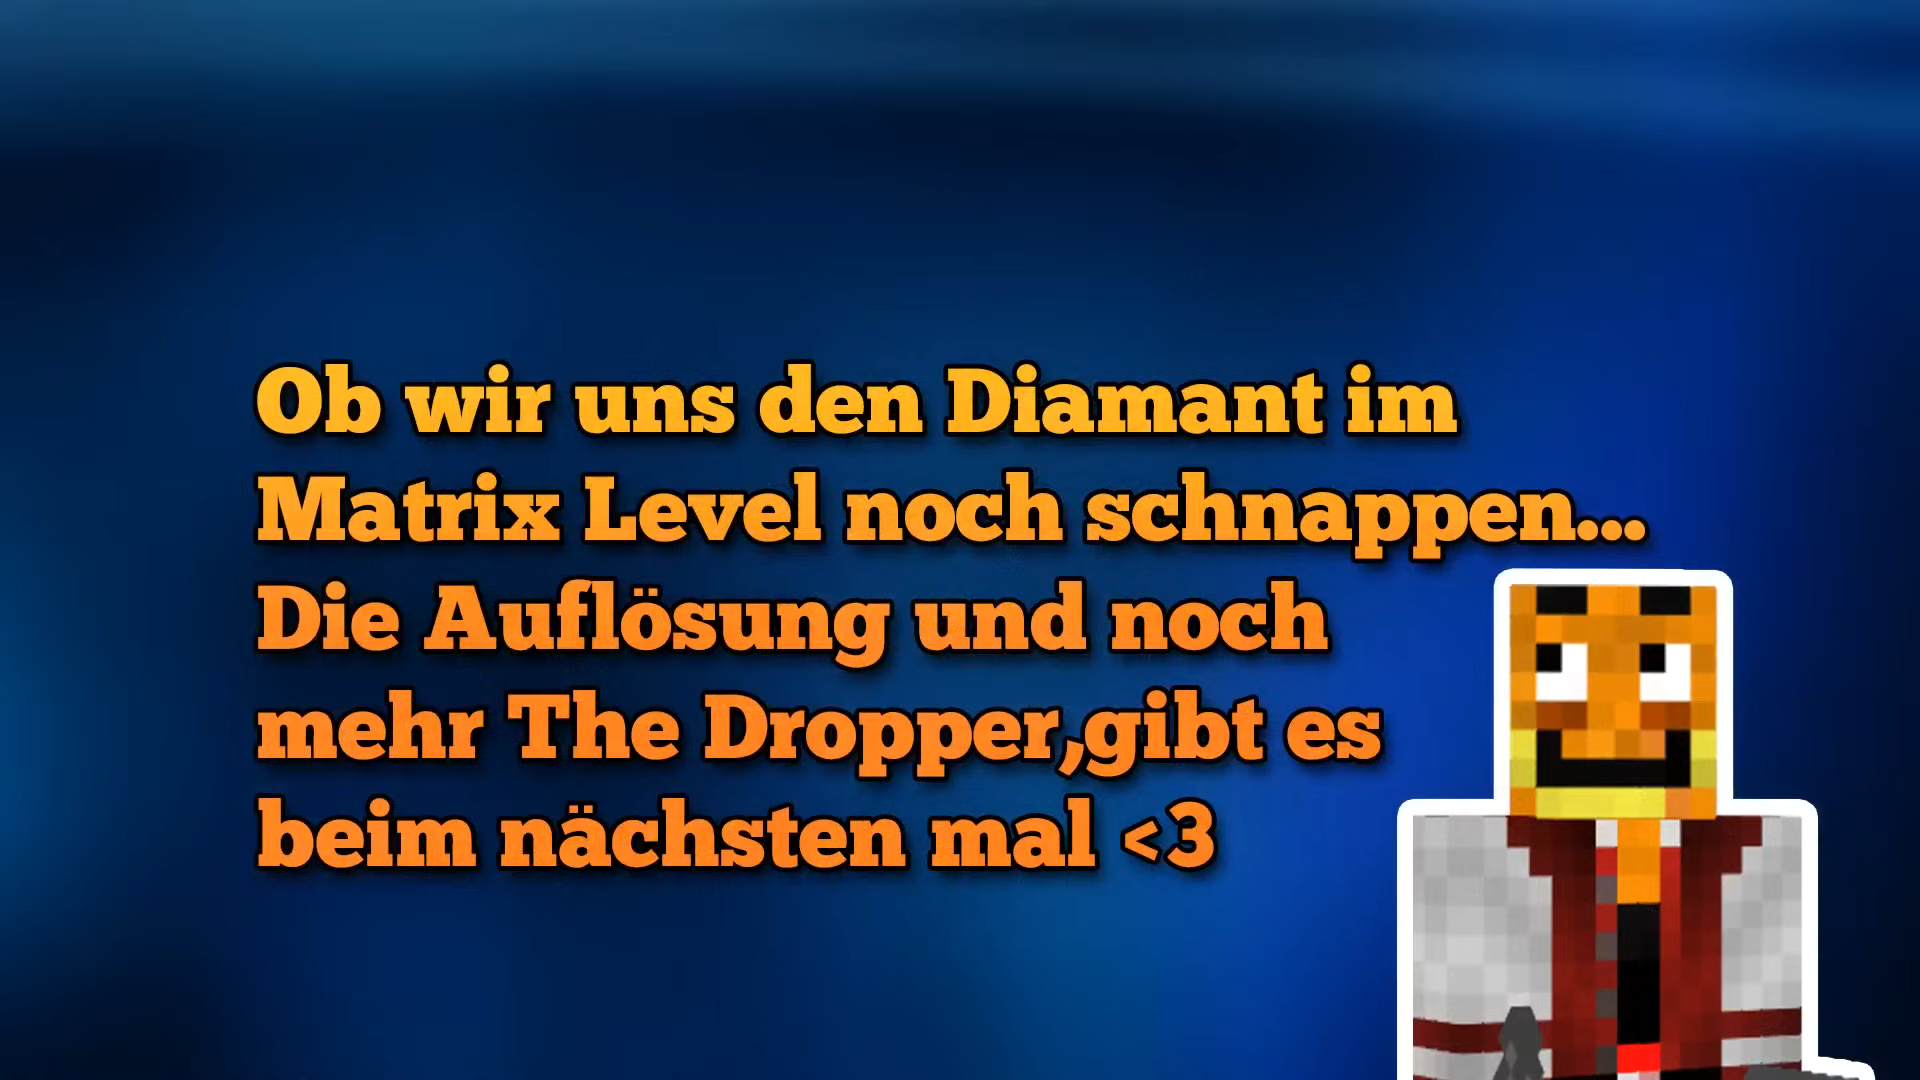 Ob wir uns den Diamant im
Matrix Level noch schnappen...
Die Auflösung und noch
mehr The Dropper,gibt es
beim nächsten mal <3